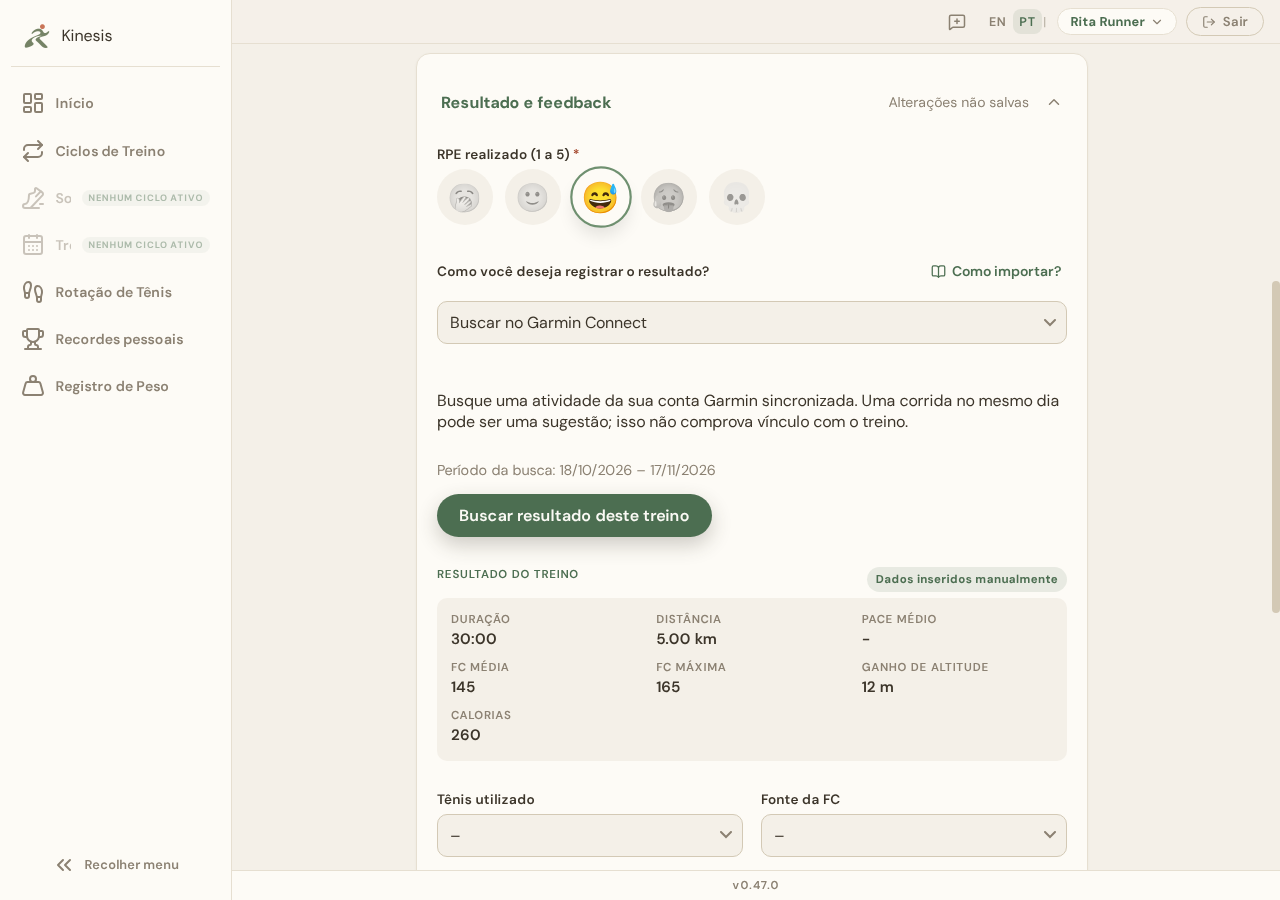 Kinesis
EN PT | Rita Runner Sair
Início
Ciclos de Treino
So NENHUM CICLO ATIVO
Tr NENHUM CICLO ATIVO
Rotação de Tênis
Recordes pessoais
Registro de Peso
Recolher menu
Resultado e feedback
Alterações não salvas
RPE realizado (1 a 5) *
Como você deseja registrar o resultado?
Como importar?
Buscar no Garmin Connect
Busque uma atividade da sua conta Garmin sincronizada. Uma corrida no mesmo dia
pode ser uma sugestão; isso não comprova vínculo com o treino.
Período da busca: 18/10/2026 – 17/11/2026
Buscar resultado deste treino
RESULTADO DO TREINO
Dados inseridos manualmente
DURAÇÃO DISTÂNCIA PACE MÉDIO
30:00 5.00 km -
FC MÉDIA FC MÁXIMA GANHO DE ALTITUDE
145 165 12 m
CALORIAS
260
Tênis utilizado Fonte da FC
– –
v0.47.0